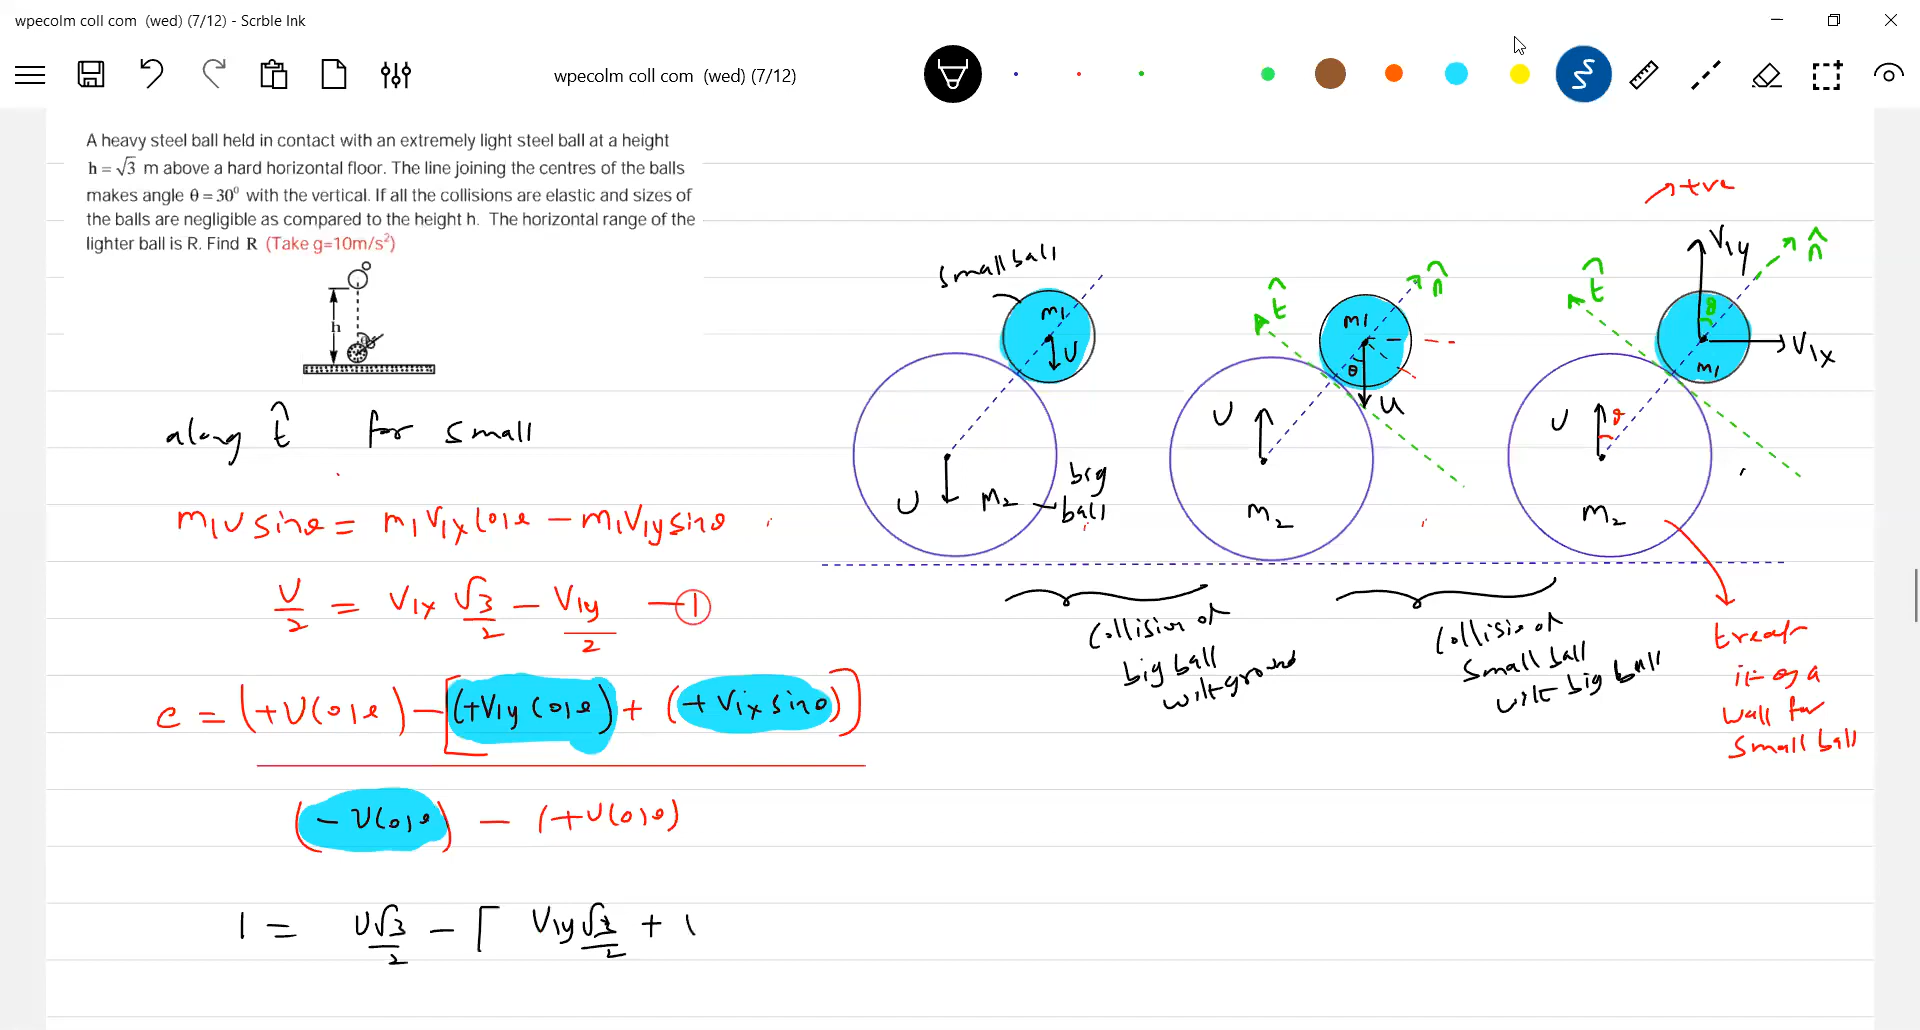 wpecolm coll com (wed) (7/12) - Scrble Ink
wpecolm coll com (wed) (7/12)
A heavy steel ball held in contact with an extremely light steel ball at a height
h = √3 m above a hard horizontal floor. The line joining the centres of the balls
makes angle θ = 30⁰ with the vertical. If all the collisions are elastic and sizes of
the balls are negligible as compared to the height h. The horizontal range of the
lighter ball is R. Find R (Take g=10m/s²)
h
θ
along t̂ for small
m₁ u sinθ = m₁ V₁ₓ cosθ - m₁ V₁y sinθ
U/2 = V₁ₓ √3/2 - V₁y/2 —①
e = (+U cosθ) - [(+V₁y cosθ) + (+V₁ₓ sinθ)]
(- U cosθ) - (+U cosθ)
1 = U√3/2 - [ V₁y √3/2 + (
small ball
m₁
U
U
m₂
big
ball
t̂
n̂
m₁
θ
U
u
m₂
→ +ve
V₁y
n̂
t̂
θ
V₁ₓ
m₁
U
θ
m₂
Collision of
big ball
with ground
Collision of
small ball
with big ball
treat
it as a
wall for
small ball